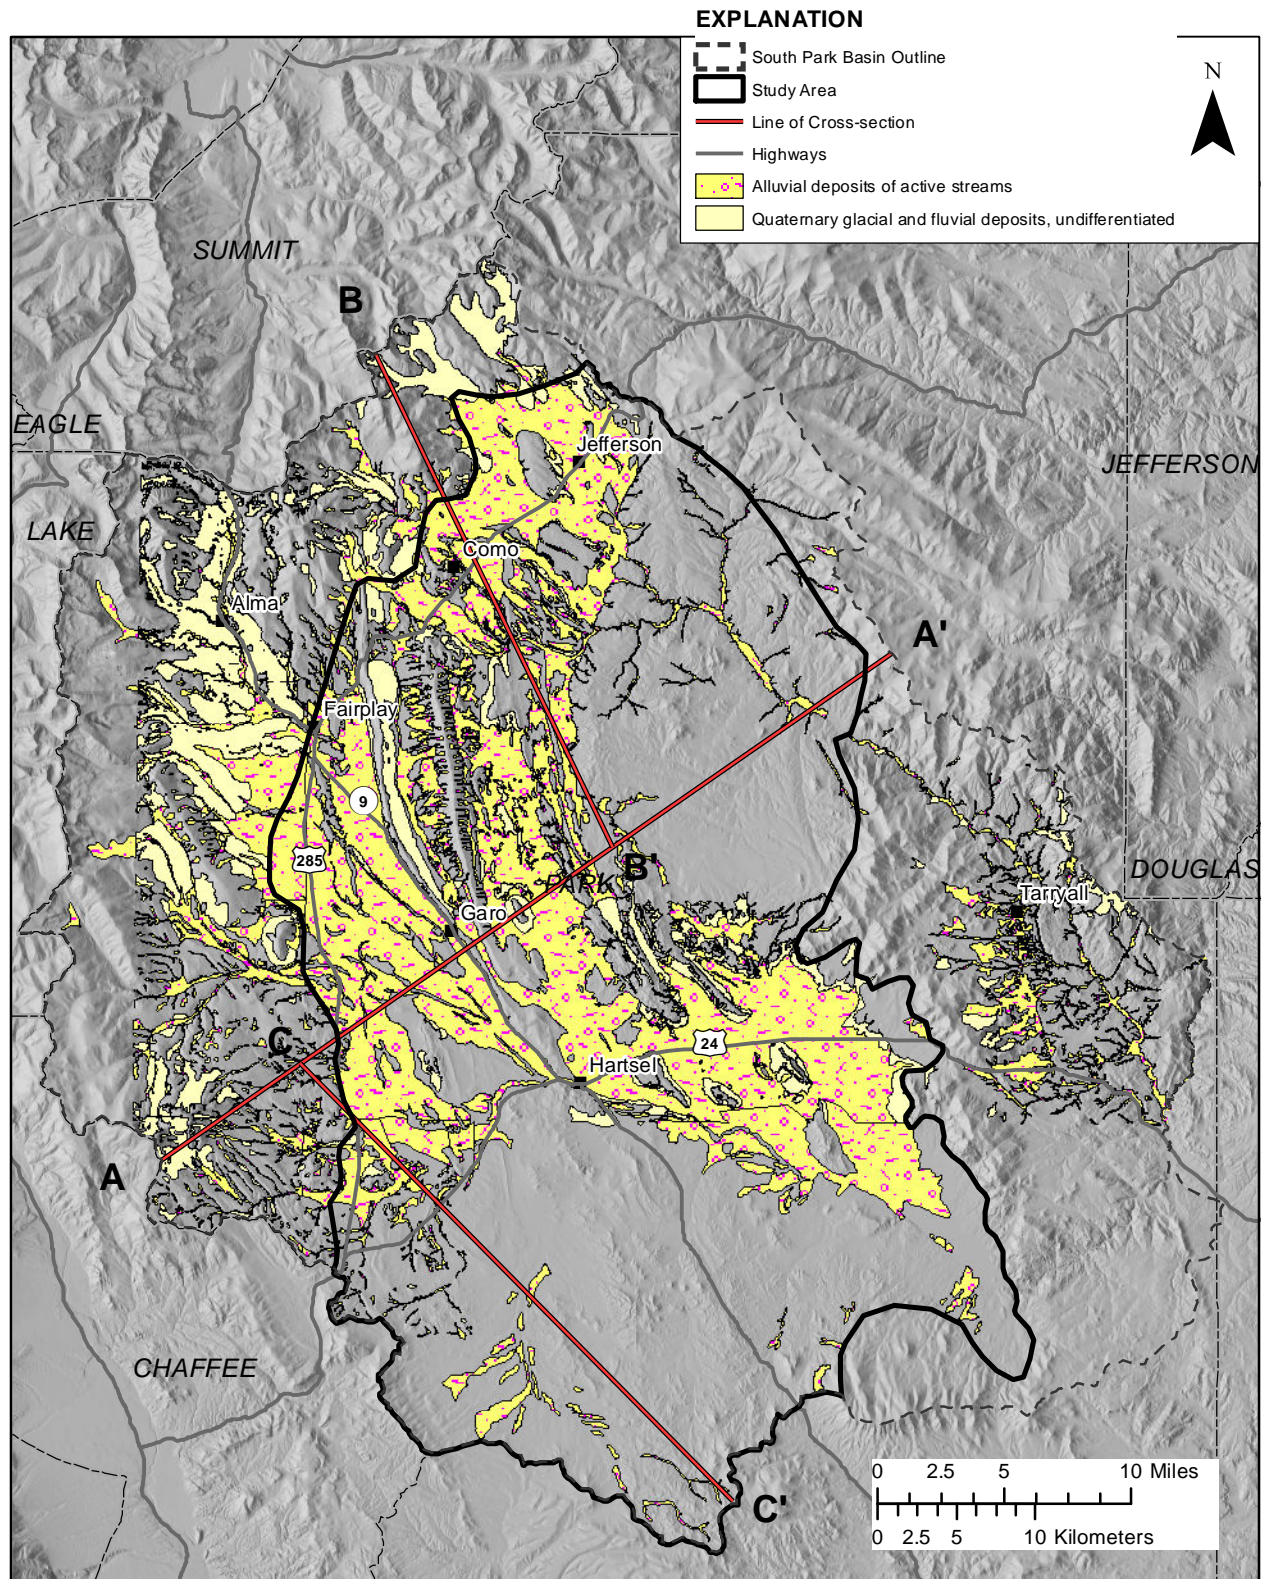 EXPLANATION
South Park Basin Outline
Study Area
Line of Cross-section
Highways
Alluvial deposits of active streams
Quaternary glacial and fluvial deposits, undifferentiated
N
SUMMIT
B
EAGLE
Jefferson
JEFFERSON
LAKE
Como
Alma
A'
Fairplay
9
285
B'
PARK
DOUGLAS
Tarryall
Garo
C
24
Hartsel
A
CHAFFEE
C'
0 2.5 5 10 Miles
0 2.5 5 10 Kilometers